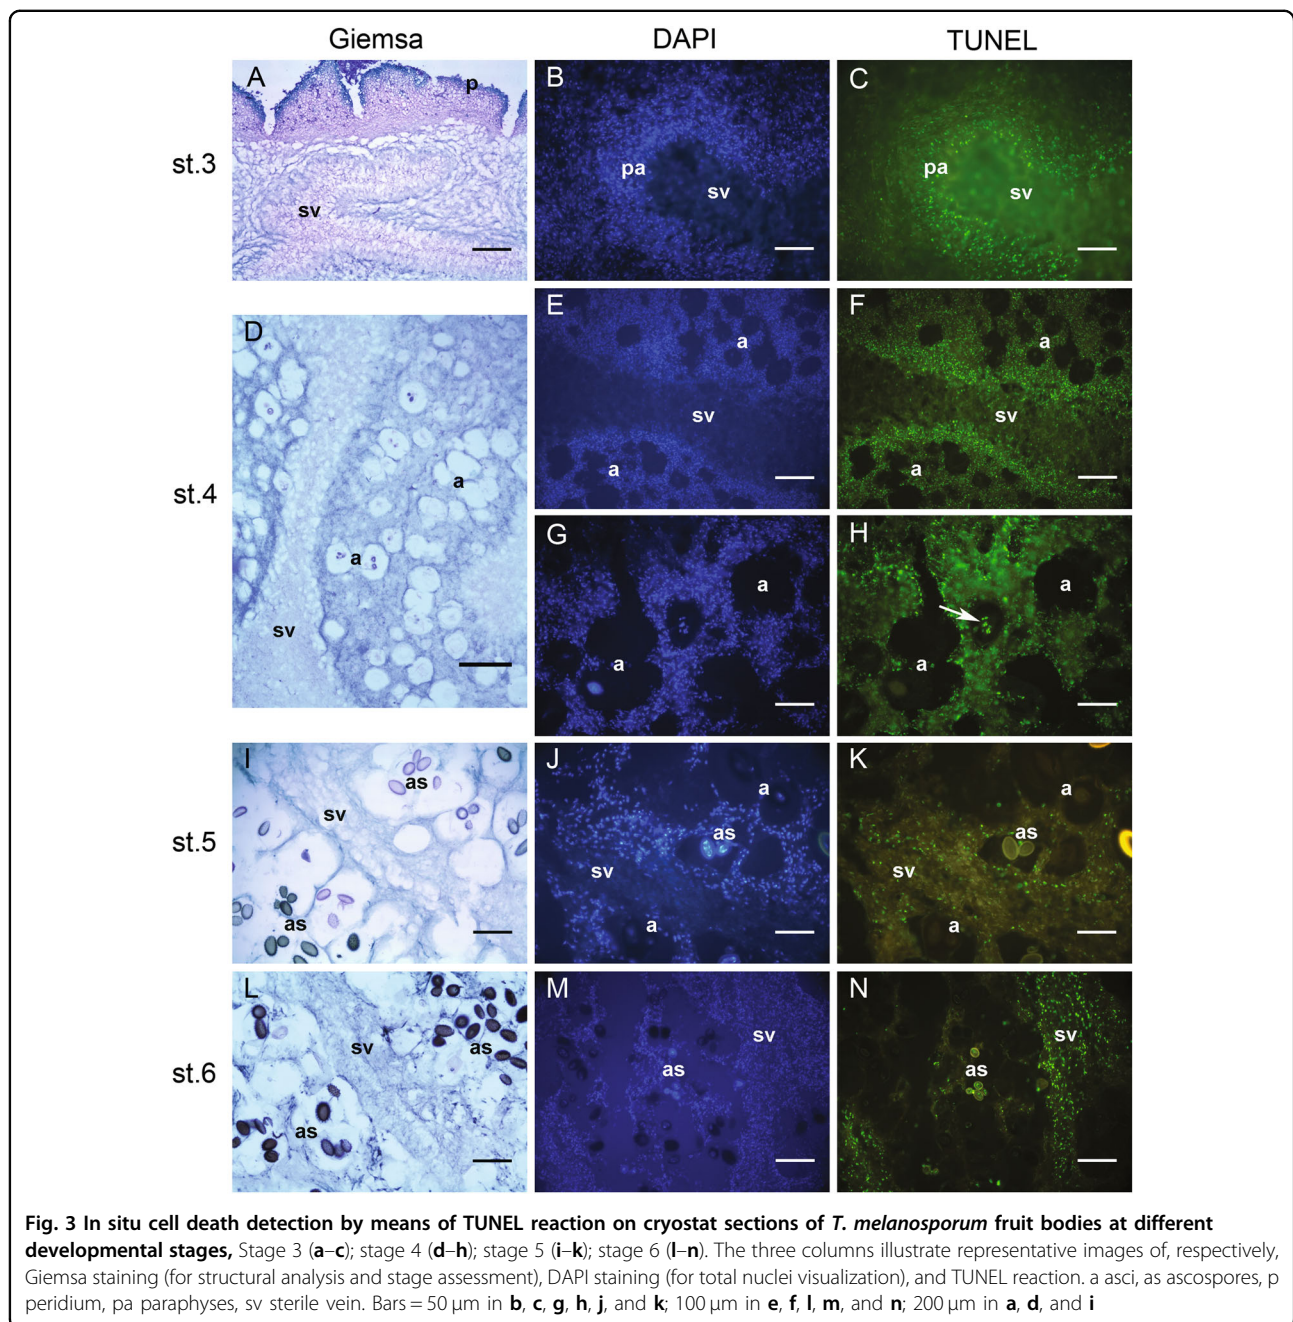 Giemsa DAPI TUNEL
st.3
A p sv
B pa sv
C pa sv
st.4
D a a sv
E a sv a
F a sv a
G a a
H a a
st.5
I as sv as
J a as sv a
K a as sv a
st.6
L sv as as
M sv as
N sv as
Fig. 3 In situ cell death detection by means of TUNEL reaction on cryostat sections of T. melanosporum fruit bodies at different
developmental stages, Stage 3 (a–c); stage 4 (d–h); stage 5 (i–k); stage 6 (l–n). The three columns illustrate representative images of, respectively,
Giemsa staining (for structural analysis and stage assessment), DAPI staining (for total nuclei visualization), and TUNEL reaction. a asci, as ascospores, p
peridium, pa paraphyses, sv sterile vein. Bars = 50 µm in b, c, g, h, j, and k; 100 µm in e, f, l, m, and n; 200 µm in a, d, and i